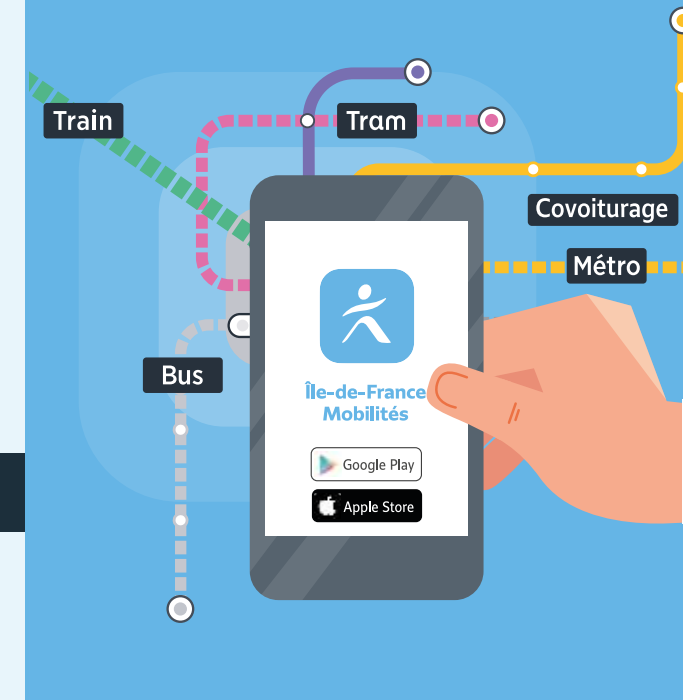 Train
Tram
Covoiturage
Métro
Bus
Île-de-France
Mobilités
Google Play
Apple Store